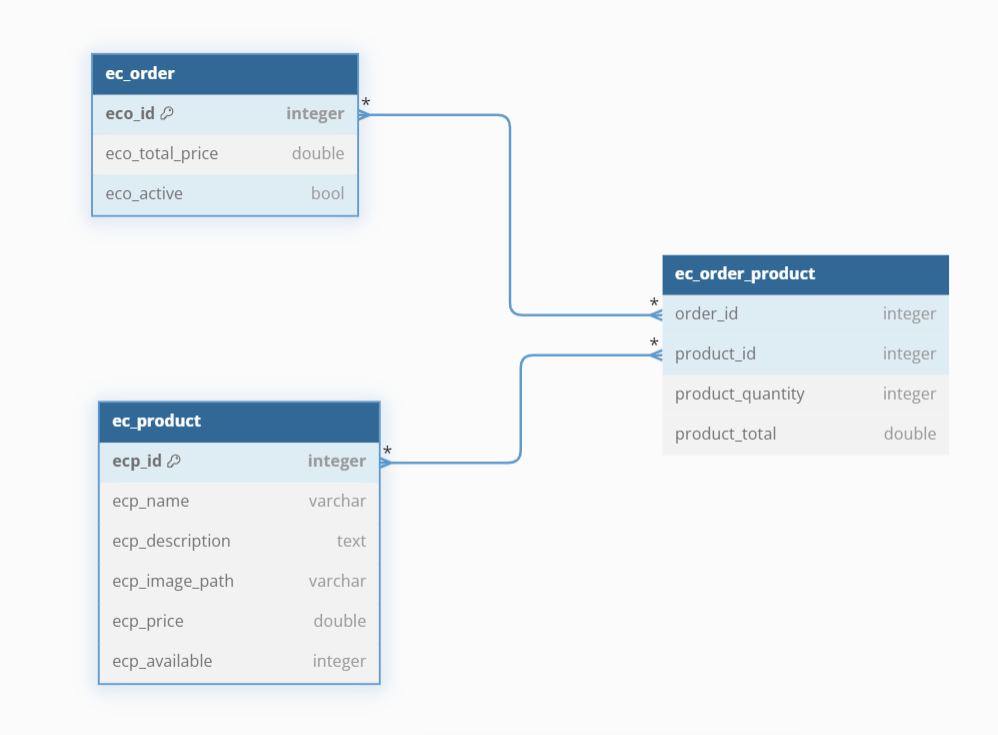 ec_order
eco_id integer
*
eco_total_price double
eco_active bool
ec_order_product
*
order_id integer
*
product_id integer
product_quantity integer
product_total double
ec_product
*
ecp_id integer
ecp_name varchar
ecp_description text
ecp_image_path varchar
ecp_price double
ecp_available integer